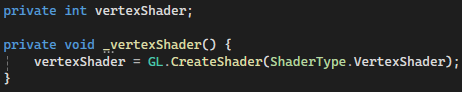 private int vertexShader;
private void _vertexShader() {
vertexShader = GL.CreateShader(ShaderType.VertexShader);
}